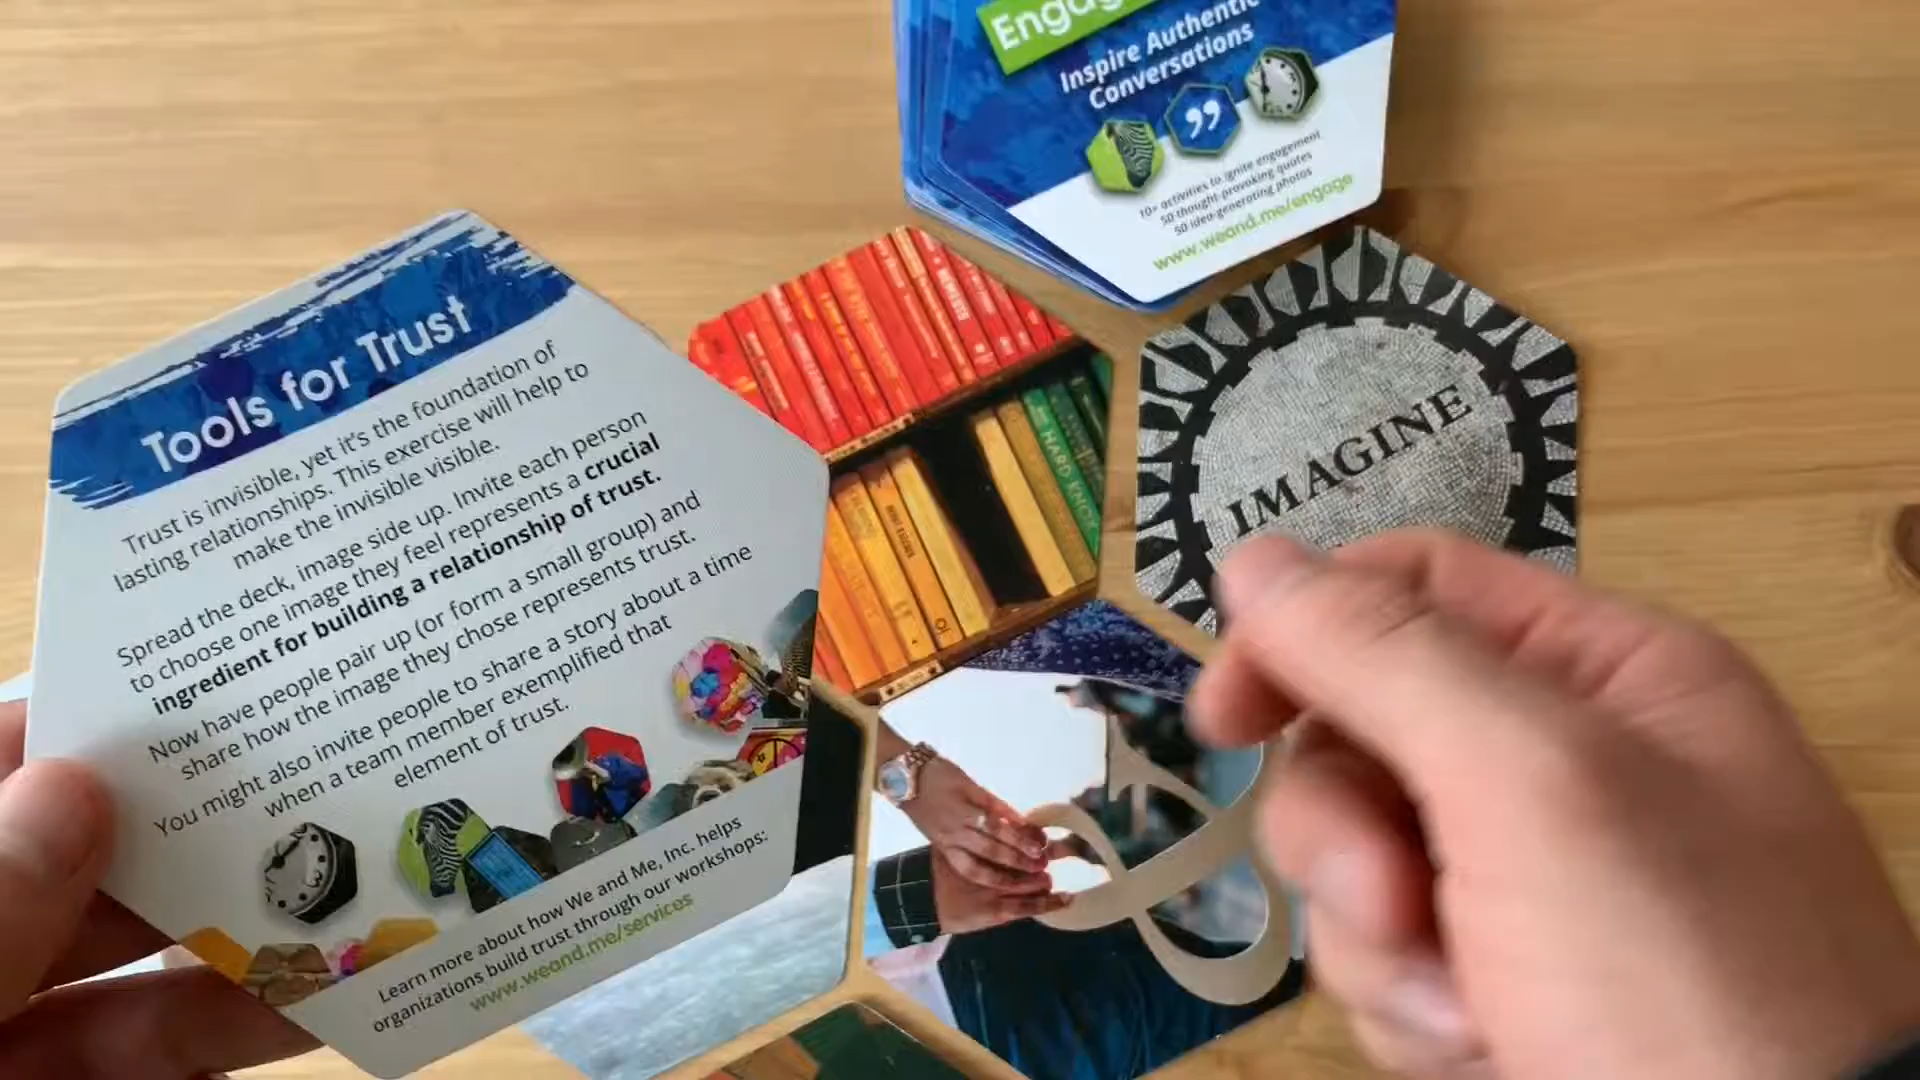 Inspire Authentic
Conversations
10+ activities to ignite engagement
50 thought-provoking quotes
50 idea-generating photos
www.weand.me/engage
Tools for Trust
Trust is invisible, yet it's the foundation of
lasting relationships. This exercise will help to
make the invisible visible.
Spread the deck, image side up. Invite each person
to choose one image they feel represents a crucial
ingredient for building a relationship of trust.
Now have people pair up (or form a small group) and
share how the image they chose represents trust.
You might also invite people to share a story about a time
when a team member exemplified that
element of trust.
Learn more about how We and Me, Inc. helps
organizations build trust through our workshops:
www.weand.me/services
HARD KNOX
IMAGINE